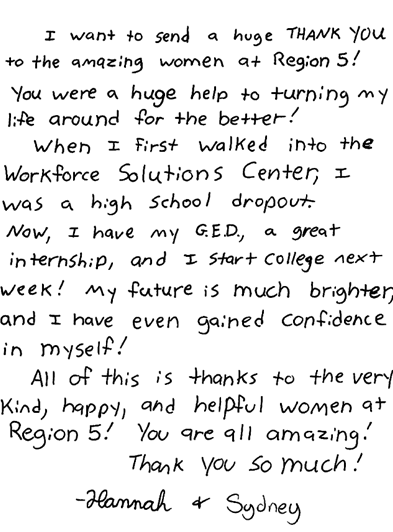 I want to send a huge THANK YOU
to the amazing women at Region 5!
You were a huge help to turning my
life around for the better!
When I first walked into the
Workforce Solutions Center, I
was a high school dropout.
Now, I have my G.E.D., a great
internship, and I start college next
week! My future is much brighter,
and I have even gained confidence
in myself!
All of this is thanks to the very
kind, happy, and helpful women at
Region 5! You are all amazing!
Thank you so much!
-Hannah & Sydney